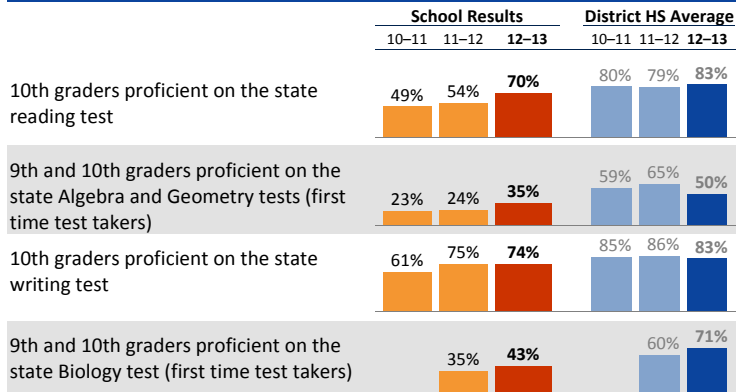 School Results District HS Average
10–11 11–12 12–13 10–11 11–12 12–13
10th graders proficient on the state
reading test
49% 54% 70% 80% 79% 83%
9th and 10th graders proficient on the
state Algebra and Geometry tests (first
time test takers)
23% 24% 35% 59% 65% 50%
10th graders proficient on the state
writing test
61% 75% 74% 85% 86% 83%
9th and 10th graders proficient on the
state Biology test (first time test takers)
35% 43% 60% 71%